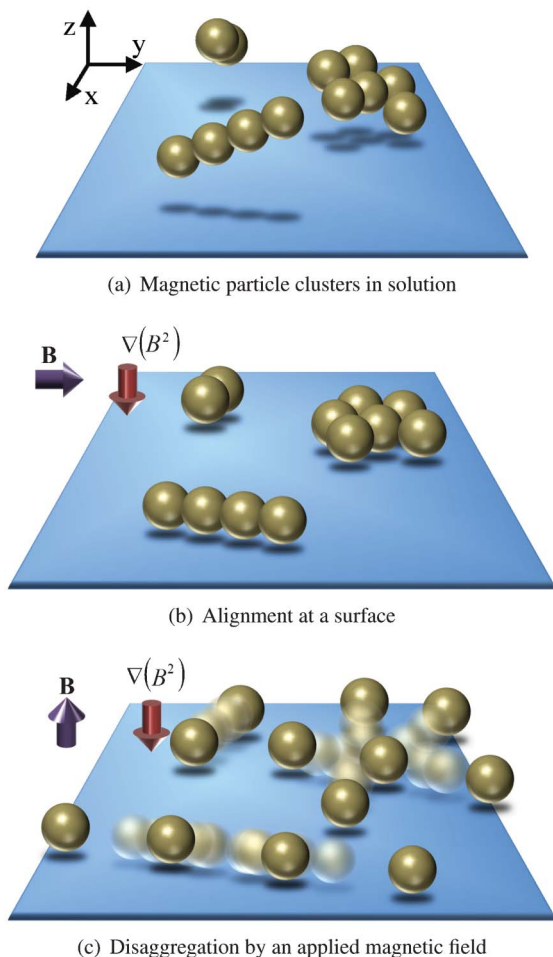 z
y
x
(a) Magnetic particle clusters in solution
B
∇(B²)
(b) Alignment at a surface
B
∇(B²)
(c) Disaggregation by an applied magnetic field